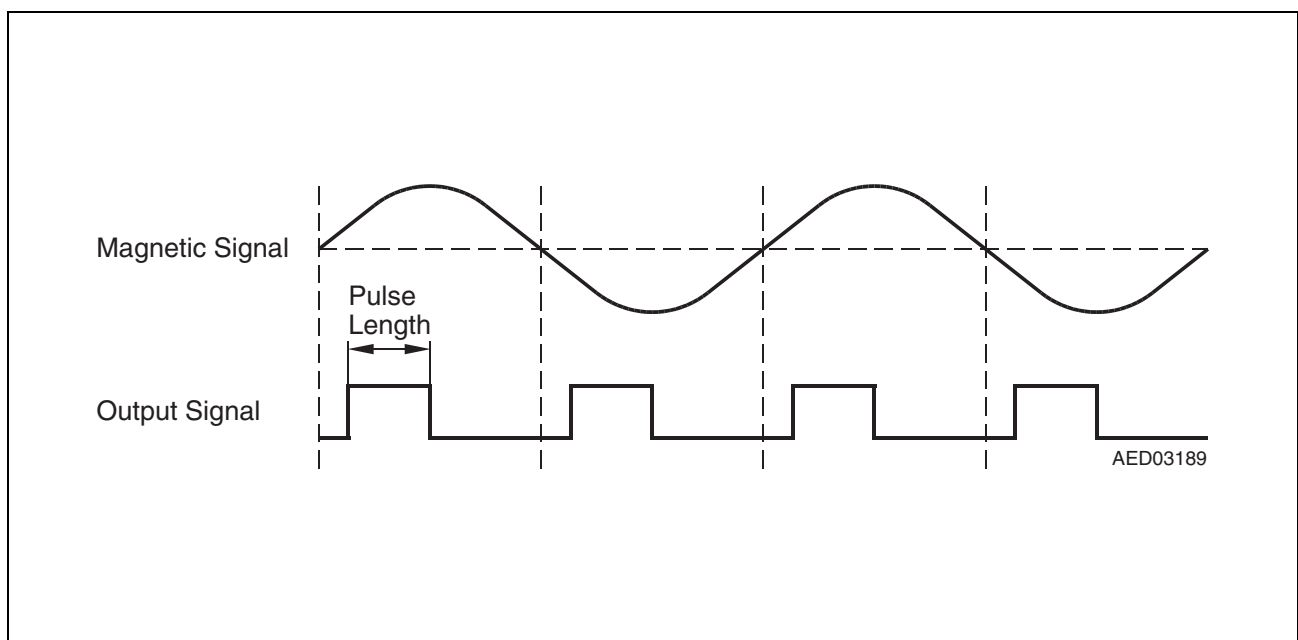 Magnetic Signal
Pulse
Length
Output Signal
AED03189